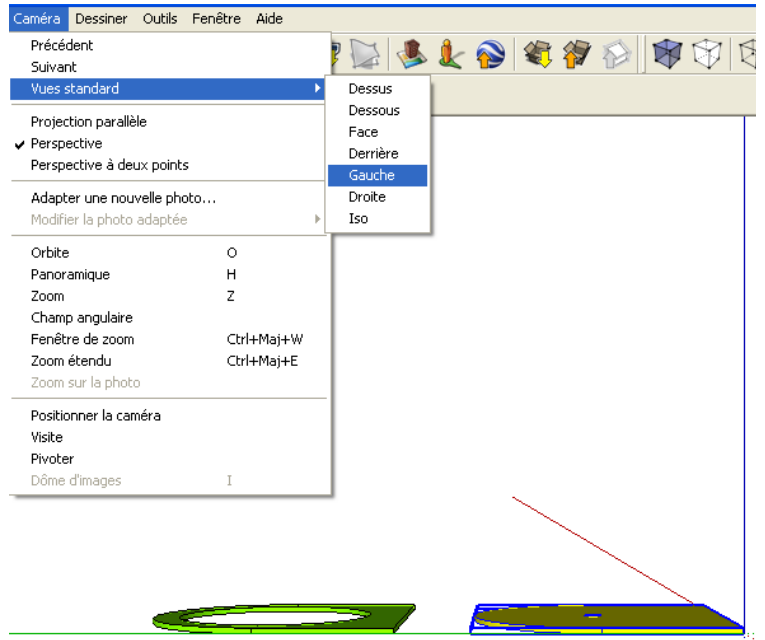 Caméra Dessiner Outils Fenêtre Aide
Précédent
Suivant
Vues standard
Projection parallèle
Perspective
Perspective à deux points
Adapter une nouvelle photo...
Modifier la photo adaptée
Orbite O
Panoramique H
Zoom Z
Champ angulaire
Fenêtre de zoom Ctrl+Maj+W
Zoom étendu Ctrl+Maj+E
Zoom sur la photo
Positionner la caméra
Visite
Pivoter
Dôme d'images I
Dessus
Dessous
Face
Derrière
Gauche
Droite
Iso